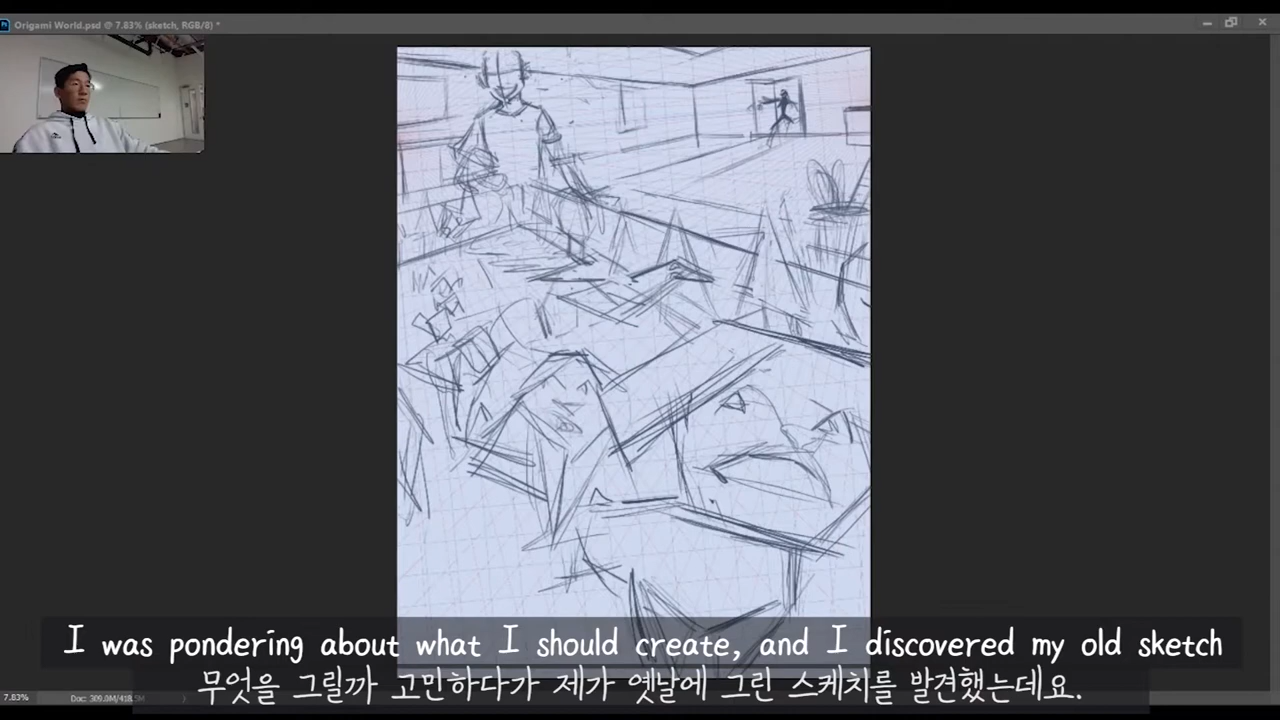 Origami World.psd @ 7.83% (sketch, RGB/8) *
I was pondering about what I should create, and I discovered my old sketch
무엇을 그릴까 고민하다가 제가 옛날에 그린 스케치를 발견했는데요.
7.83%